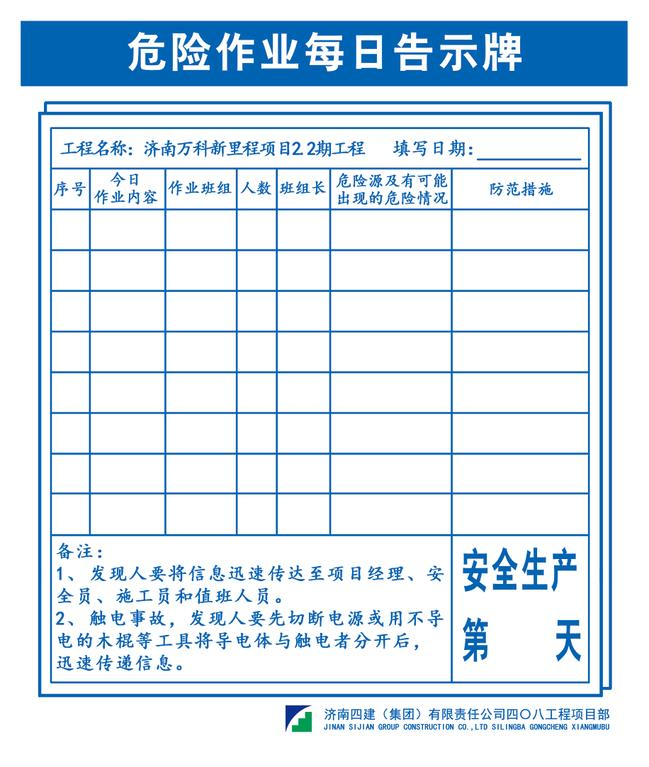 危险作业每日告示牌
工程名称：济南万科新里程项目2.2期工程 填写日期：
序号 今日作业内容 作业班组 人数 班组长 危险源及有可能出现的危险情况 防范措施
备注：
1、发现人要将信息迅速传达至项目经理、安
全员、施工员和值班人员。
2、触电事故，发现人要先切断电源或用不导
电的木棍等工具将导电体与触电者分开后，
迅速传递信息。
安全生产
第 天
济南四建（集团）有限责任公司四〇八工程项目部
JINAN SIJIAN GROUP CONSTRUCTION CO.,LTD SILINGBA GONGCHENG XIANGMUBU